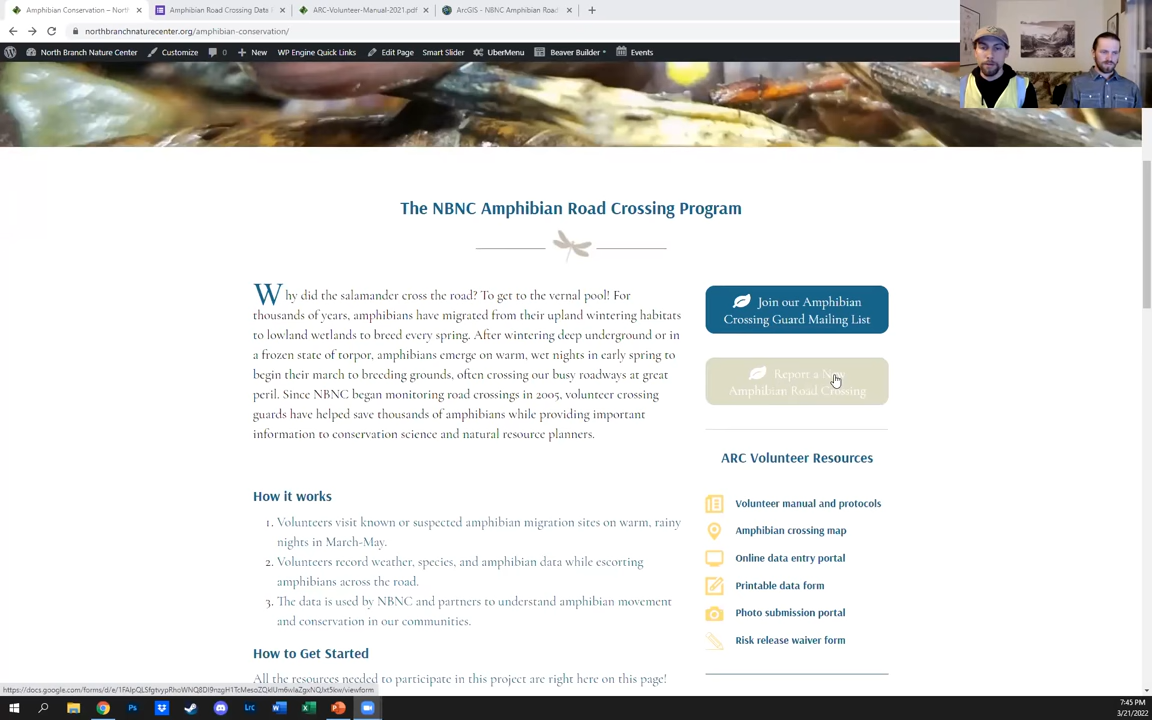 Amphibian Conservation – Nort
Amphibian Road Crossing Data
ARC-Volunteer-Manual-2021.pdf
ArcGIS - NBNC Amphibian Road
northbranchnaturecenter.org/amphibian-conservation/
North Branch Nature Center
Customize
0
New
WP Engine Quick Links
Edit Page
Smart Slider
UberMenu
Beaver Builder
Events
The NBNC Amphibian Road Crossing Program
Why did the salamander cross the road? To get to the vernal pool! For
thousands of years, amphibians have migrated from their upland wintering habitats
to lowland wetlands to breed every spring. After wintering deep underground or in
a frozen state of torpor, amphibians emerge on warm, wet nights in early spring to
begin their march to breeding grounds, often crossing our busy roadways at great
peril. Since NBNC began monitoring road crossings in 2005, volunteer crossing
guards have helped save thousands of amphibians while providing important
information to conservation science and natural resource planners.
How it works
1. Volunteers visit known or suspected amphibian migration sites on warm, rainy
nights in March-May.
2. Volunteers record weather, species, and amphibian data while escorting
amphibians across the road.
3. The data is used by NBNC and partners to understand amphibian movement
and conservation in our communities.
How to Get Started
All the resources needed to participate in this project are right here on this page!
Join our Amphibian
Crossing Guard Mailing List
Report a New
Amphibian Road Crossing
ARC Volunteer Resources
Volunteer manual and protocols
Amphibian crossing map
Online data entry portal
Printable data form
Photo submission portal
Risk release waiver form
7:45 PM
3/21/2022